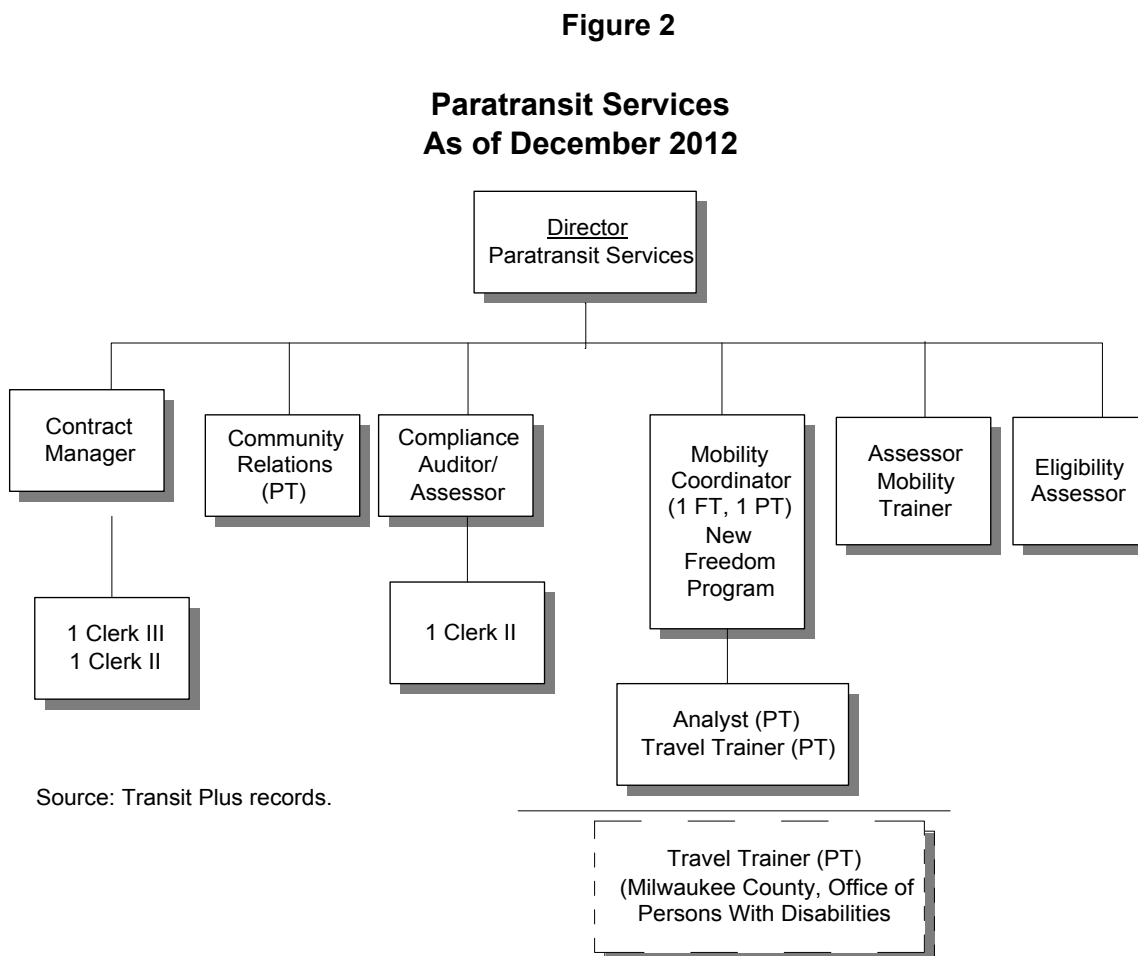 Figure 2
Paratransit Services
As of December 2012
Director
Paratransit Services
Contract
Manager
Community
Relations
(PT)
Compliance
Auditor/
Assessor
Mobility
Coordinator
(1 FT, 1 PT)
New
Freedom
Program
Assessor
Mobility
Trainer
Eligibility
Assessor
1 Clerk III
1 Clerk II
1 Clerk II
Analyst (PT)
Travel Trainer (PT)
Source: Transit Plus records.
Travel Trainer (PT)
(Milwaukee County, Office of
Persons With Disabilities